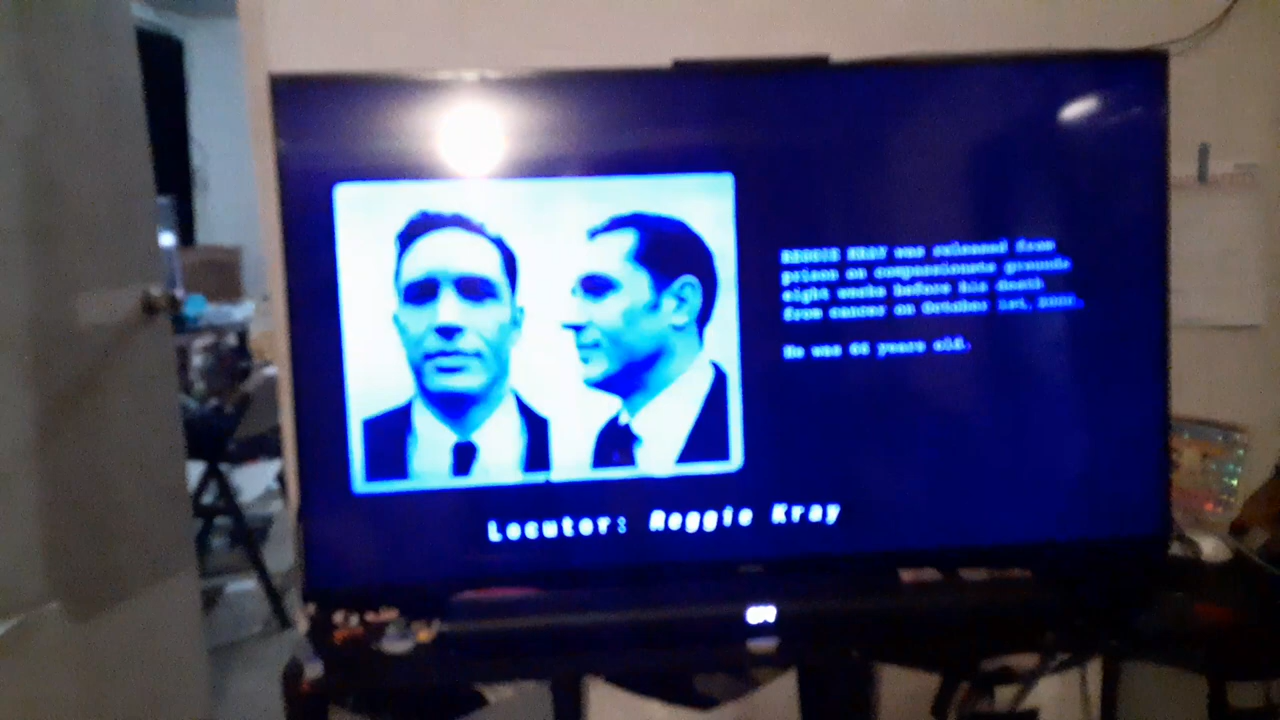 REGGIE KRAY was released from
prison on compassionate grounds
eight weeks before his death
from cancer on October 1st, 2000.
He was 66 years old.
Locutor: Reggie Kray